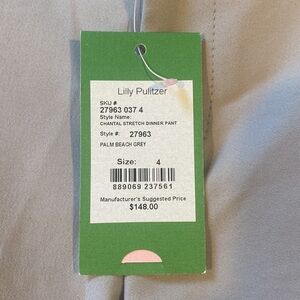 Lilly Pulitzer
SKU #
27963 037 4
Style Name:
CHANTAL STRETCH DINNER PANT
Style #: 27963
PALM BEACH GREY
Size: 4
889069 237561
Manufacturer's Suggested Price
$148.00